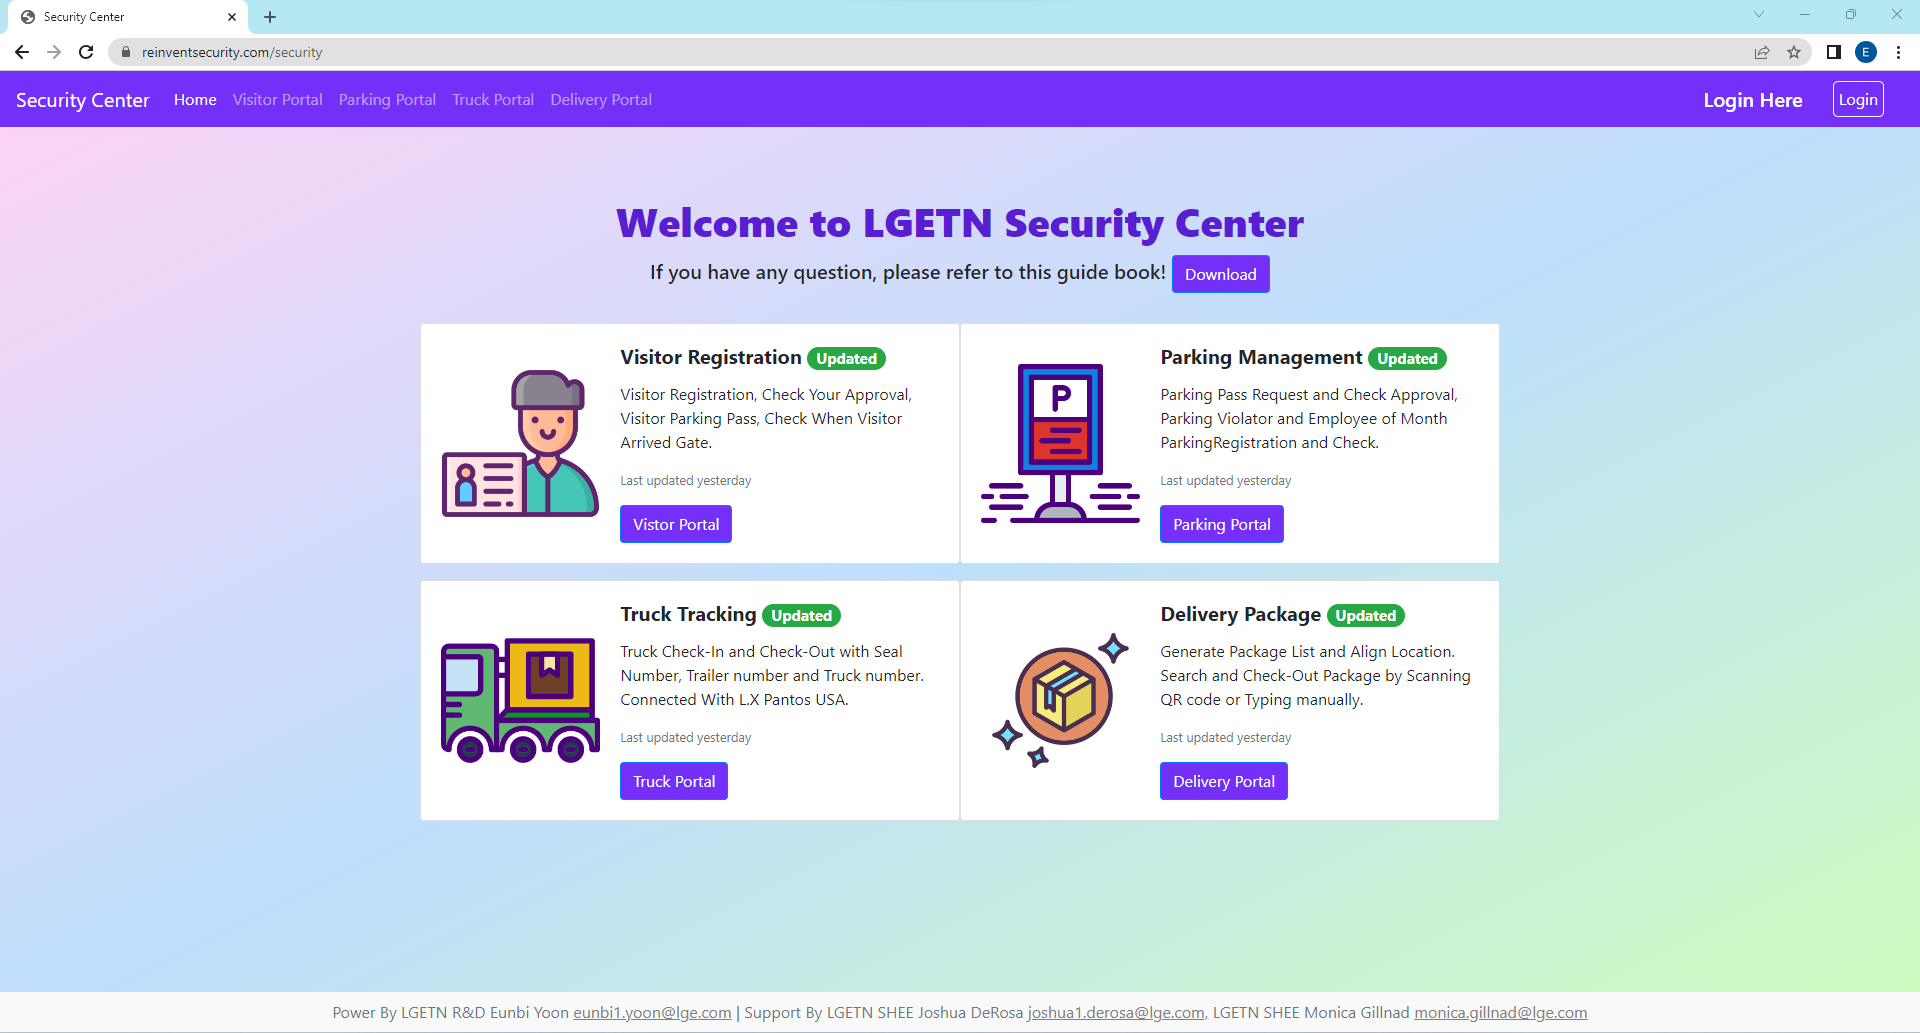 Security Center
reinventsecurity.com/security
E
Security Center Home Visitor Portal Parking Portal Truck Portal Delivery Portal Login Here Login
Welcome to LGETN Security Center
If you have any question, please refer to this guide book! Download
Visitor Registration Updated
Visitor Registration, Check Your Approval,
Visitor Parking Pass, Check When Visitor
Arrived Gate.
Last updated yesterday
Vistor Portal
P
Parking Management Updated
Parking Pass Request and Check Approval,
Parking Violator and Employee of Month
ParkingRegistration and Check.
Last updated yesterday
Parking Portal
Truck Tracking Updated
Truck Check-In and Check-Out with Seal
Number, Trailer number and Truck number.
Connected With L.X Pantos USA.
Last updated yesterday
Truck Portal
Delivery Package Updated
Generate Package List and Align Location.
Search and Check-Out Package by Scanning
QR code or Typing manually.
Last updated yesterday
Delivery Portal
Power By LGETN R&D Eunbi Yoon eunbi1.yoon@lge.com | Support By LGETN SHEE Joshua DeRosa joshua1.derosa@lge.com, LGETN SHEE Monica Gillnad monica.gillnad@lge.com